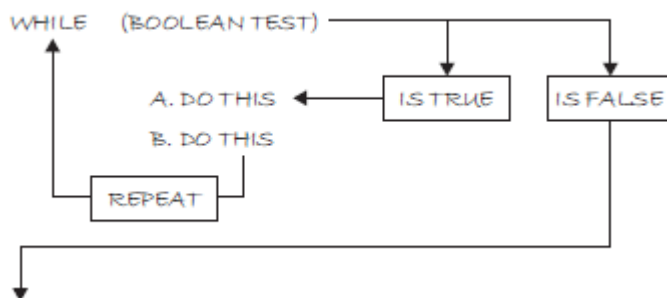 WHILE (BOOLEAN TEST)
A. DO THIS
IS TRUE
IS FALSE
B. DO THIS
REPEAT